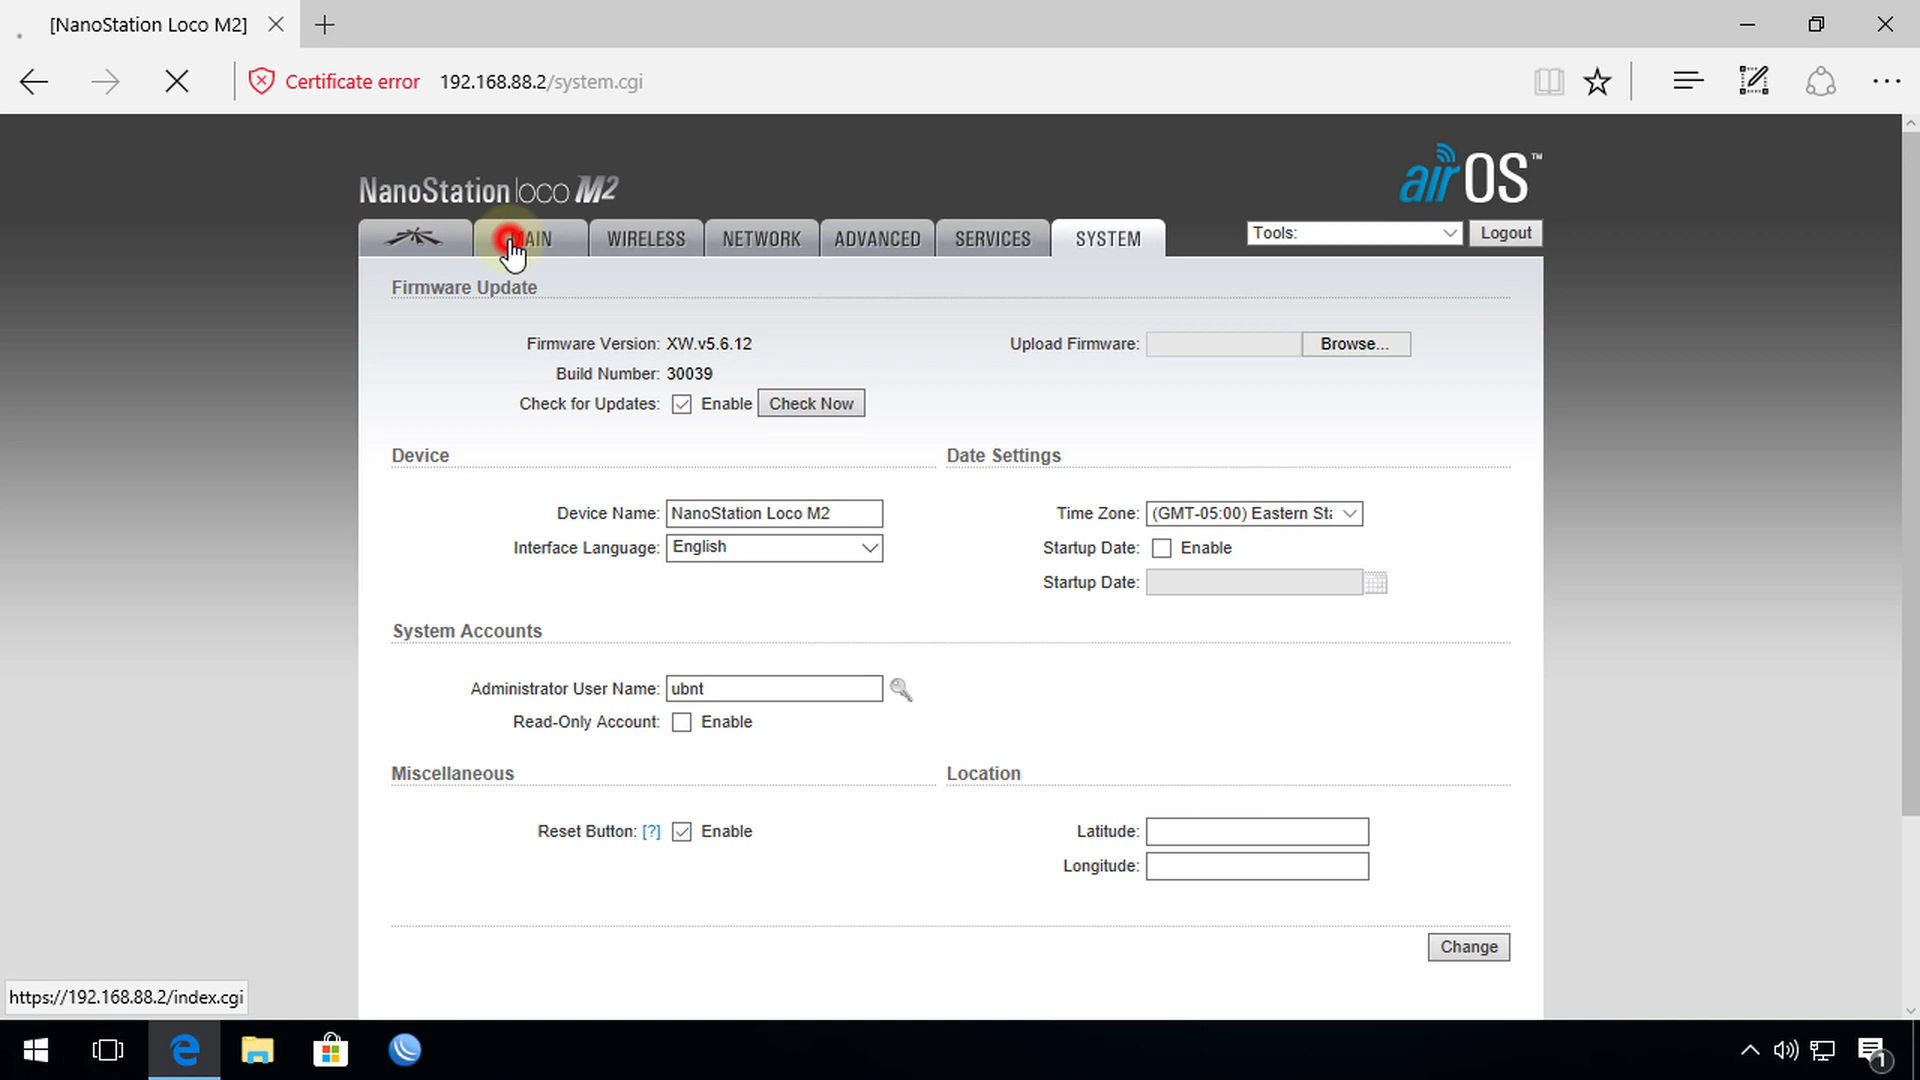 [NanoStation Loco M2]
Certificate error 192.168.88.2/system.cgi
NanoStation loco M2
airOS™
MAIN WIRELESS NETWORK ADVANCED SERVICES SYSTEM Tools: Logout
Firmware Update
Firmware Version: XW.v5.6.12 Upload Firmware: Browse...
Build Number: 30039
Check for Updates: Enable Check Now
Device Date Settings
Device Name: NanoStation Loco M2 Time Zone: (GMT-05:00) Eastern Sta
Interface Language: English Startup Date: Enable
Startup Date:
System Accounts
Administrator User Name: ubnt
Read-Only Account: Enable
Miscellaneous Location
Reset Button: [?] Enable Latitude:
Longitude:
Change
https://192.168.88.2/index.cgi
1